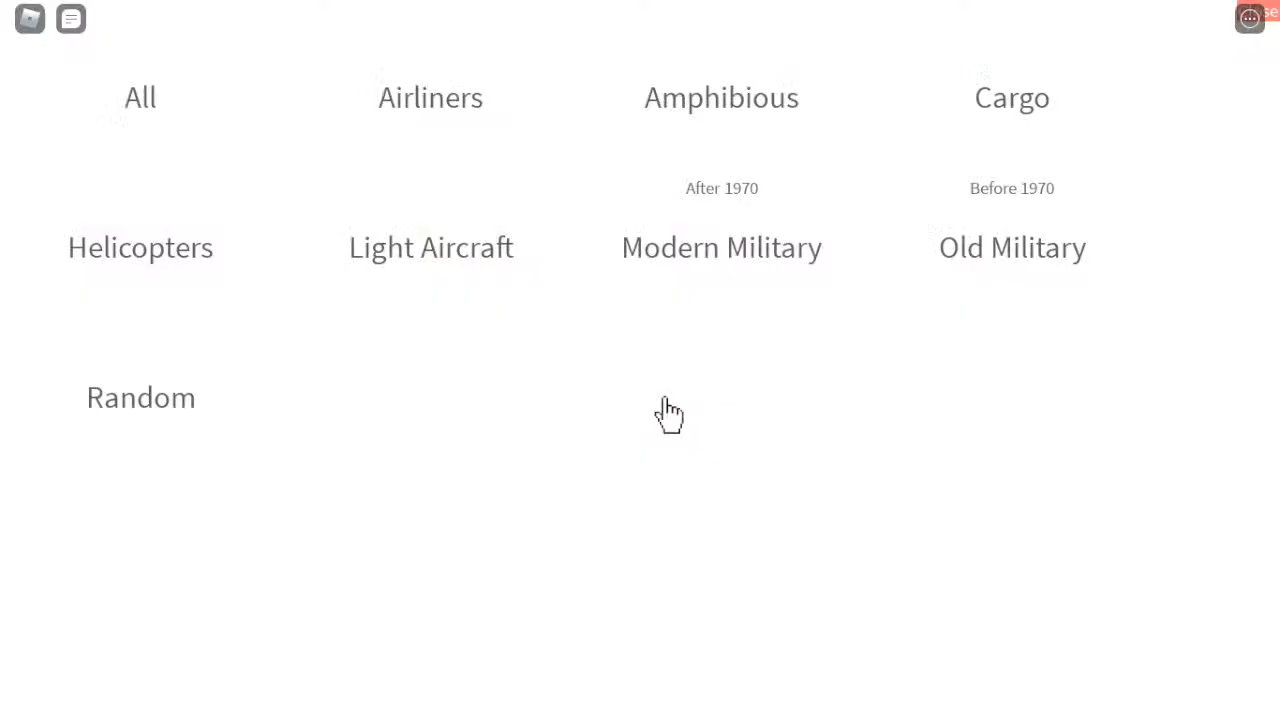 All
Airliners
Amphibious
Cargo
After 1970
Before 1970
Helicopters
Light Aircraft
Modern Military
Old Military
Random